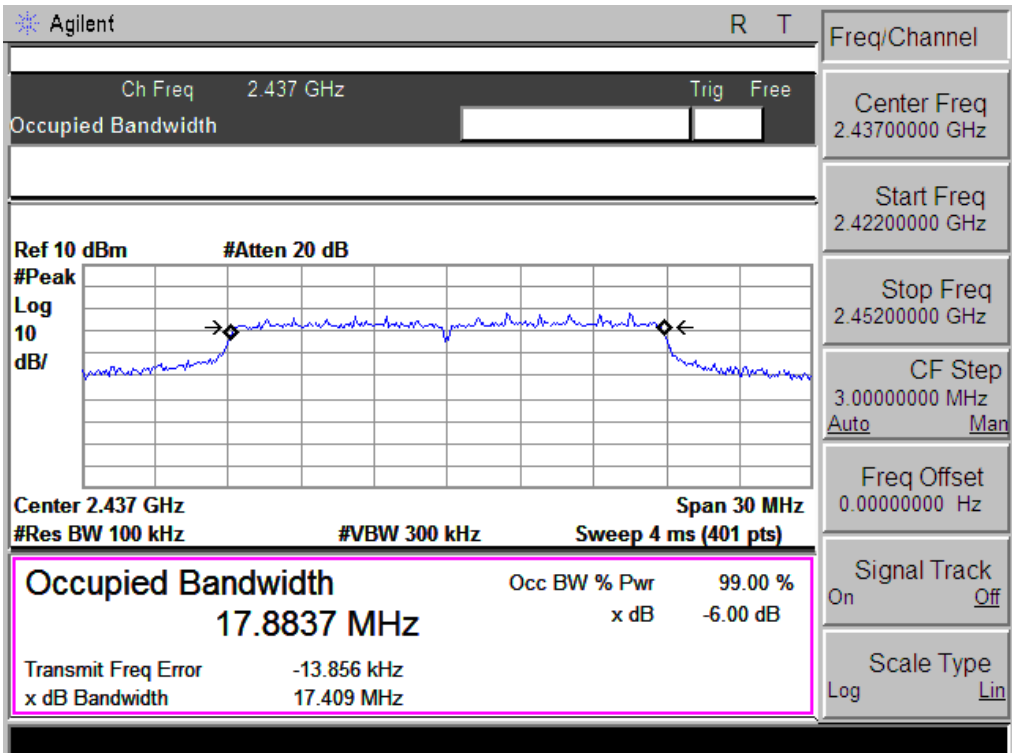 Agilent R T
Freq/Channel
Ch Freq 2.437 GHz Trig Free
Occupied Bandwidth
Center Freq
2.43700000 GHz
Start Freq
2.42200000 GHz
Stop Freq
2.45200000 GHz
CF Step
3.00000000 MHz
Auto Man
Freq Offset
0.00000000 Hz
Signal Track
On Off
Scale Type
Log Lin
Ref 10 dBm #Atten 20 dB
#Peak
Log
10
dB/
Center 2.437 GHz Span 30 MHz
#Res BW 100 kHz #VBW 300 kHz Sweep 4 ms (401 pts)
Occupied Bandwidth Occ BW % Pwr 99.00 %
17.8837 MHz x dB -6.00 dB
Transmit Freq Error -13.856 kHz
x dB Bandwidth 17.409 MHz